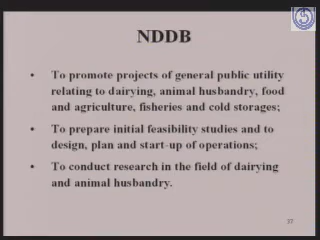 NDDB
• To promote projects of general public utility
relating to dairying, animal husbandry, food
and agriculture, fisheries and cold storages;
• To prepare initial feasibility studies and to
design, plan and start-up of operations;
• To conduct research in the field of dairying
and animal husbandry.